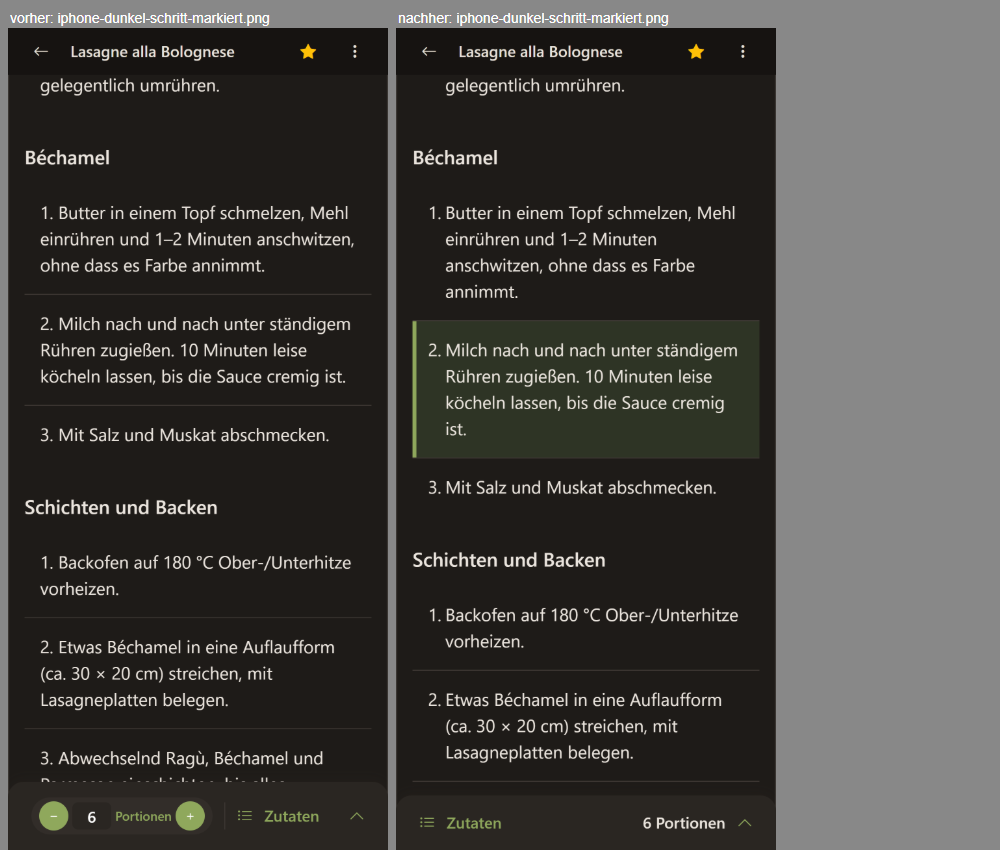 vorher: iphone-dunkel-schritt-markiert.png
Lasagne alla Bolognese
gelegentlich umrühren.
Béchamel
1. Butter in einem Topf schmelzen, Mehl
einrühren und 1–2 Minuten anschwitzen,
ohne dass es Farbe annimmt.
2. Milch nach und nach unter ständigem
Rühren zugießen. 10 Minuten leise
köcheln lassen, bis die Sauce cremig ist.
3. Mit Salz und Muskat abschmecken.
Schichten und Backen
1. Backofen auf 180 °C Ober-/Unterhitze
vorheizen.
2. Etwas Béchamel in eine Auflaufform
(ca. 30 × 20 cm) streichen, mit
Lasagneplatten belegen.
3. Abwechselnd Ragù, Béchamel und
− 6 Portionen + Zutaten
nachher: iphone-dunkel-schritt-markiert.png
Lasagne alla Bolognese
gelegentlich umrühren.
Béchamel
1. Butter in einem Topf schmelzen, Mehl
einrühren und 1–2 Minuten
anschwitzen, ohne dass es Farbe
annimmt.
2. Milch nach und nach unter ständigem
Rühren zugießen. 10 Minuten leise
köcheln lassen, bis die Sauce cremig
ist.
3. Mit Salz und Muskat abschmecken.
Schichten und Backen
1. Backofen auf 180 °C Ober-/Unterhitze
vorheizen.
2. Etwas Béchamel in eine Auflaufform
(ca. 30 × 20 cm) streichen, mit
Lasagneplatten belegen.
Zutaten 6 Portionen